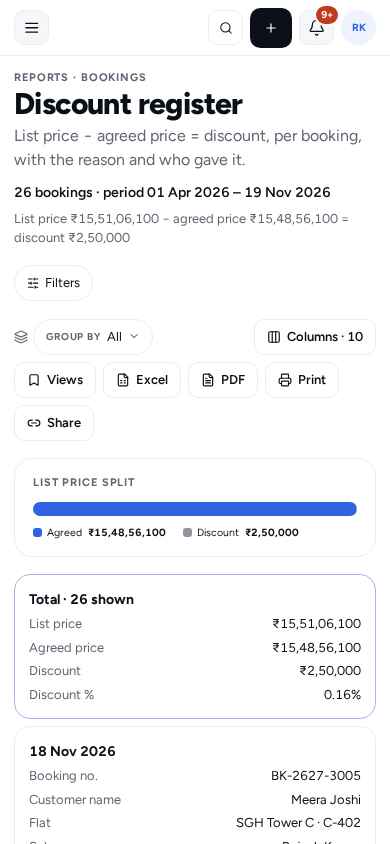 9+
RK
REPORTS · BOOKINGS
Discount register
List price − agreed price = discount, per booking,
with the reason and who gave it.
26 bookings · period 01 Apr 2026 – 19 Nov 2026
List price ₹15,51,06,100 − agreed price ₹15,48,56,100 =
discount ₹2,50,000
Filters
GROUP BY All
Columns · 10
Views
Excel
PDF
Print
Share
LIST PRICE SPLIT
Agreed ₹15,48,56,100 Discount ₹2,50,000
Total · 26 shown
List price ₹15,51,06,100
Agreed price ₹15,48,56,100
Discount ₹2,50,000
Discount % 0.16%
18 Nov 2026
Booking no. BK-2627-3005
Customer name Meera Joshi
Flat SGH Tower C · C-402